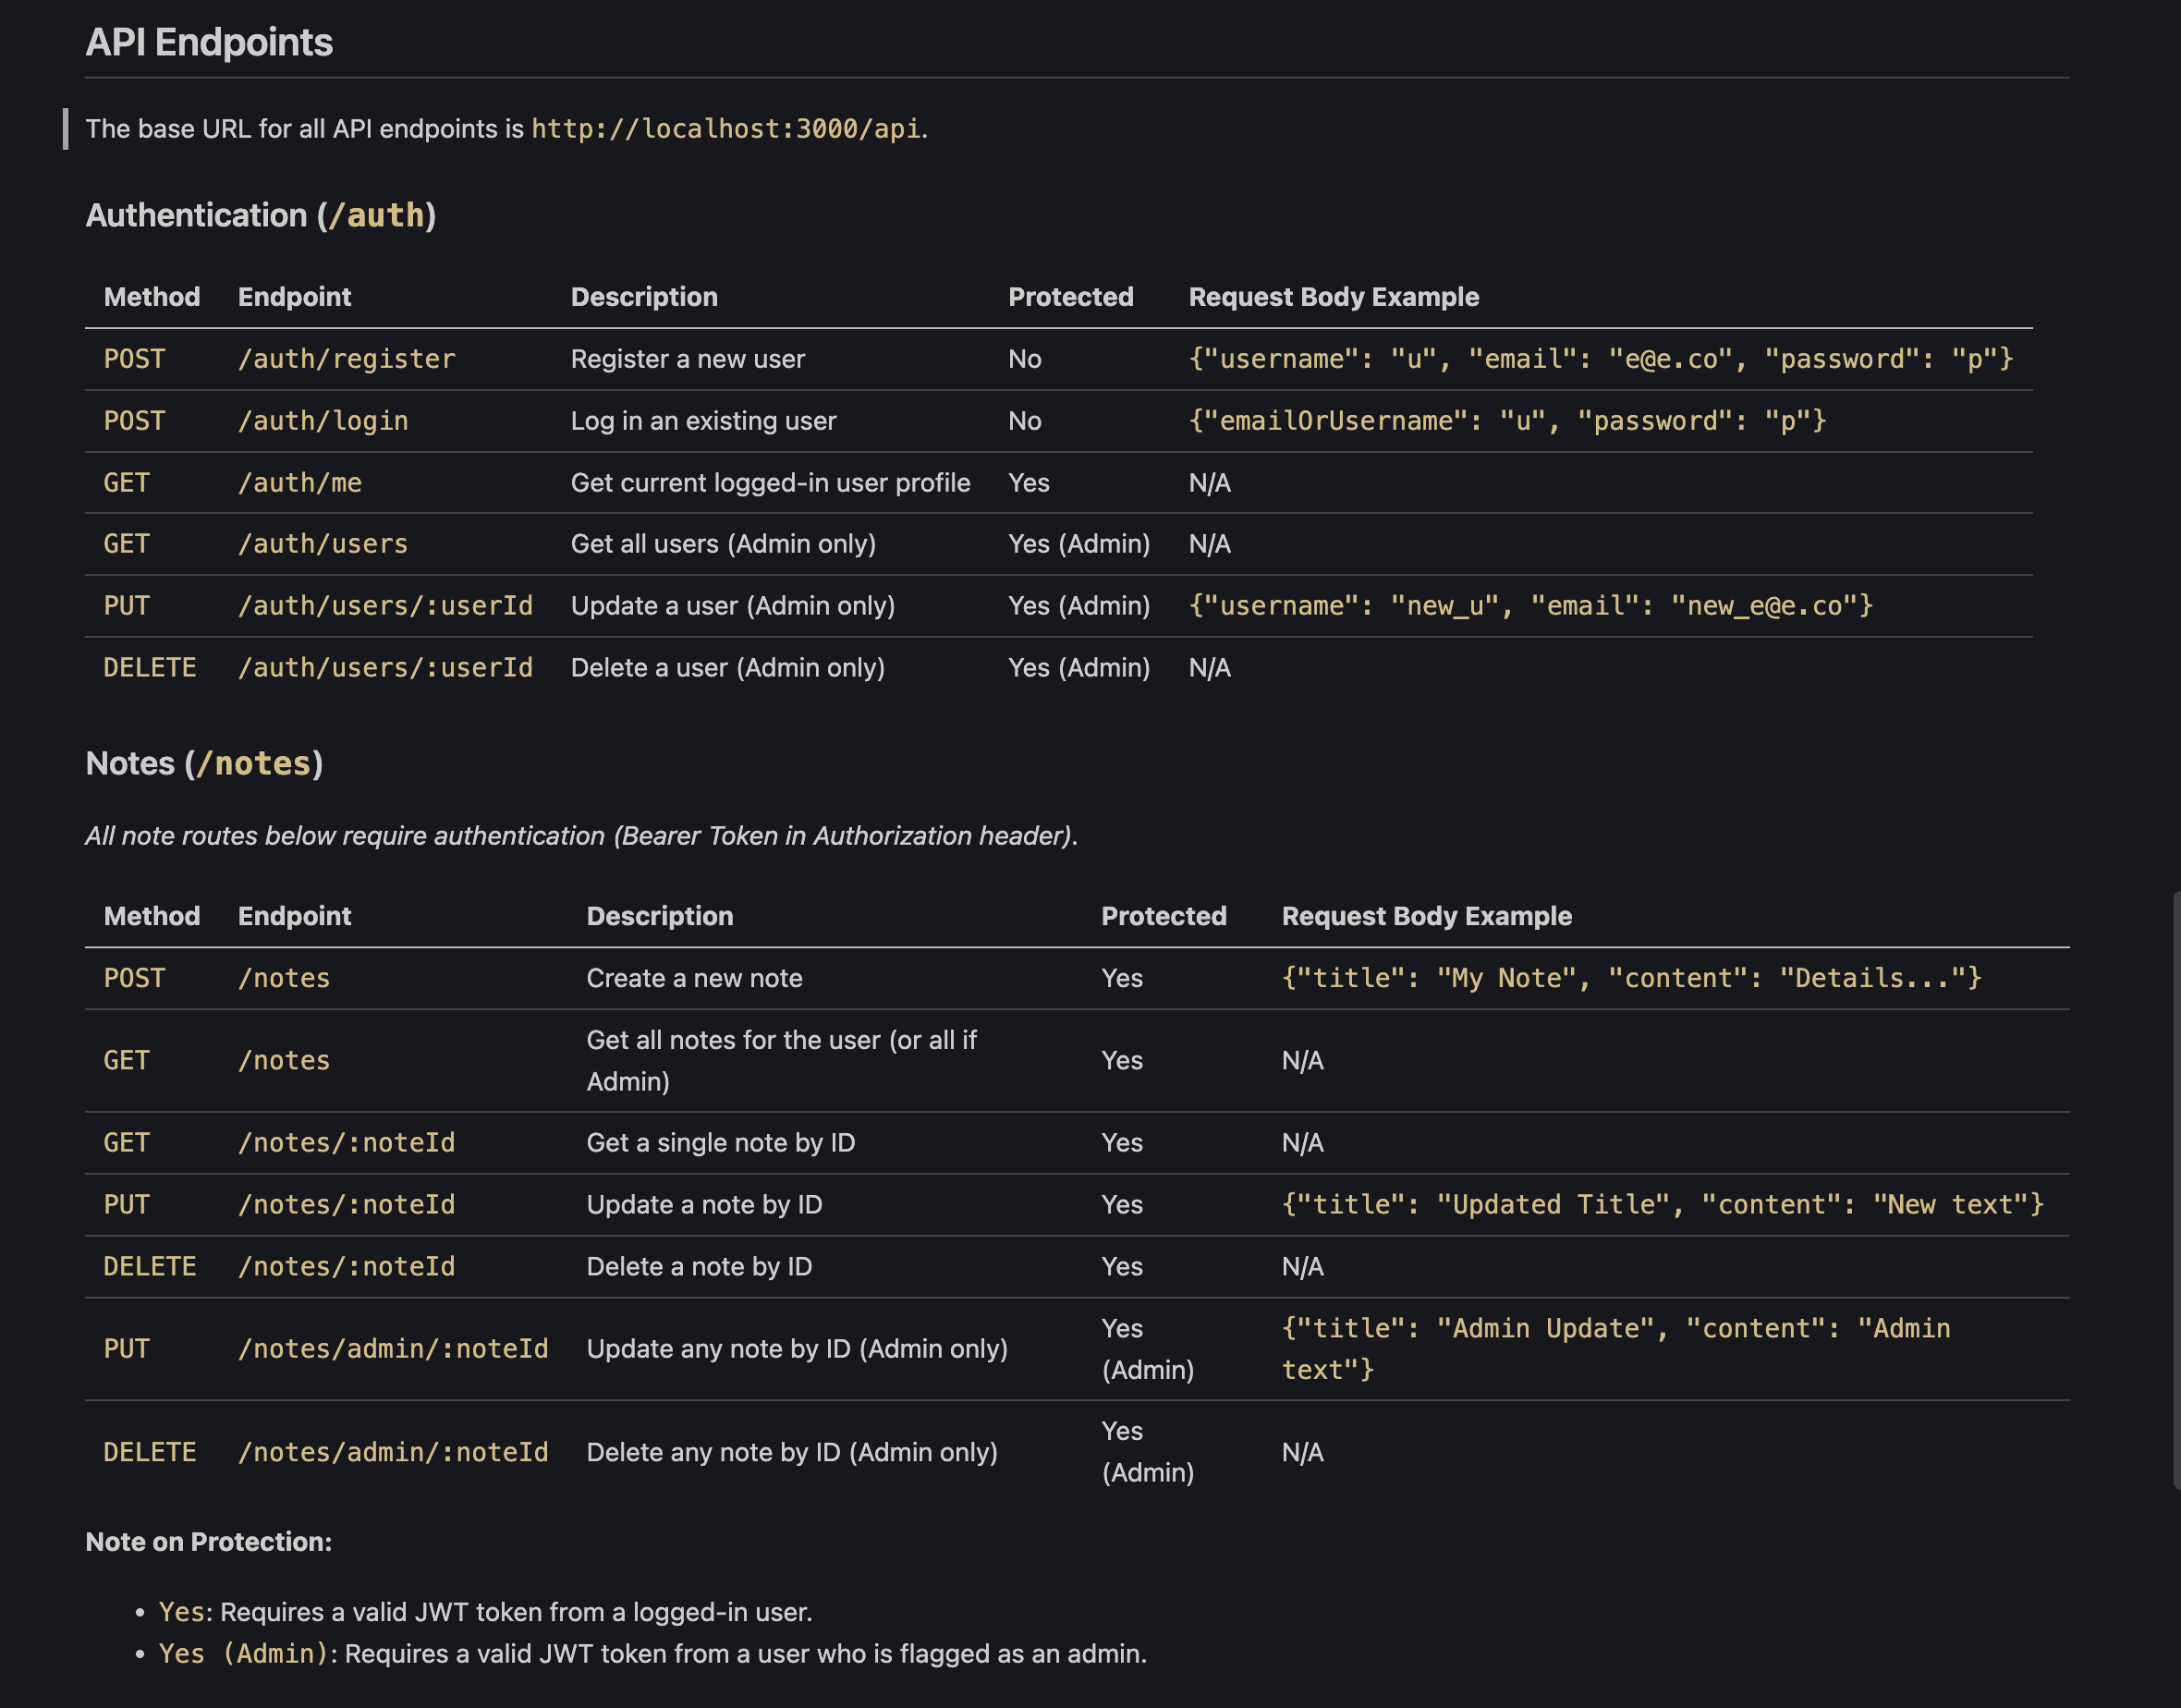 API Endpoints
The base URL for all API endpoints is http://localhost:3000/api.
Authentication (/auth)
Method Endpoint Description Protected Request Body Example
POST /auth/register Register a new user No {"username": "u", "email": "e@e.co", "password": "p"}
POST /auth/login Log in an existing user No {"emailOrUsername": "u", "password": "p"}
GET /auth/me Get current logged-in user profile Yes N/A
GET /auth/users Get all users (Admin only) Yes (Admin) N/A
PUT /auth/users/:userId Update a user (Admin only) Yes (Admin) {"username": "new_u", "email": "new_e@e.co"}
DELETE /auth/users/:userId Delete a user (Admin only) Yes (Admin) N/A
Notes (/notes)
All note routes below require authentication (Bearer Token in Authorization header).
Method Endpoint Description Protected Request Body Example
POST /notes Create a new note Yes {"title": "My Note", "content": "Details..."}
GET /notes Get all notes for the user (or all if
Admin) Yes N/A
GET /notes/:noteId Get a single note by ID Yes N/A
PUT /notes/:noteId Update a note by ID Yes {"title": "Updated Title", "content": "New text"}
DELETE /notes/:noteId Delete a note by ID Yes N/A
PUT /notes/admin/:noteId Update any note by ID (Admin only) Yes
(Admin) {"title": "Admin Update", "content": "Admin
text"}
DELETE /notes/admin/:noteId Delete any note by ID (Admin only) Yes
(Admin) N/A
Note on Protection:
• Yes: Requires a valid JWT token from a logged-in user.
• Yes (Admin): Requires a valid JWT token from a user who is flagged as an admin.